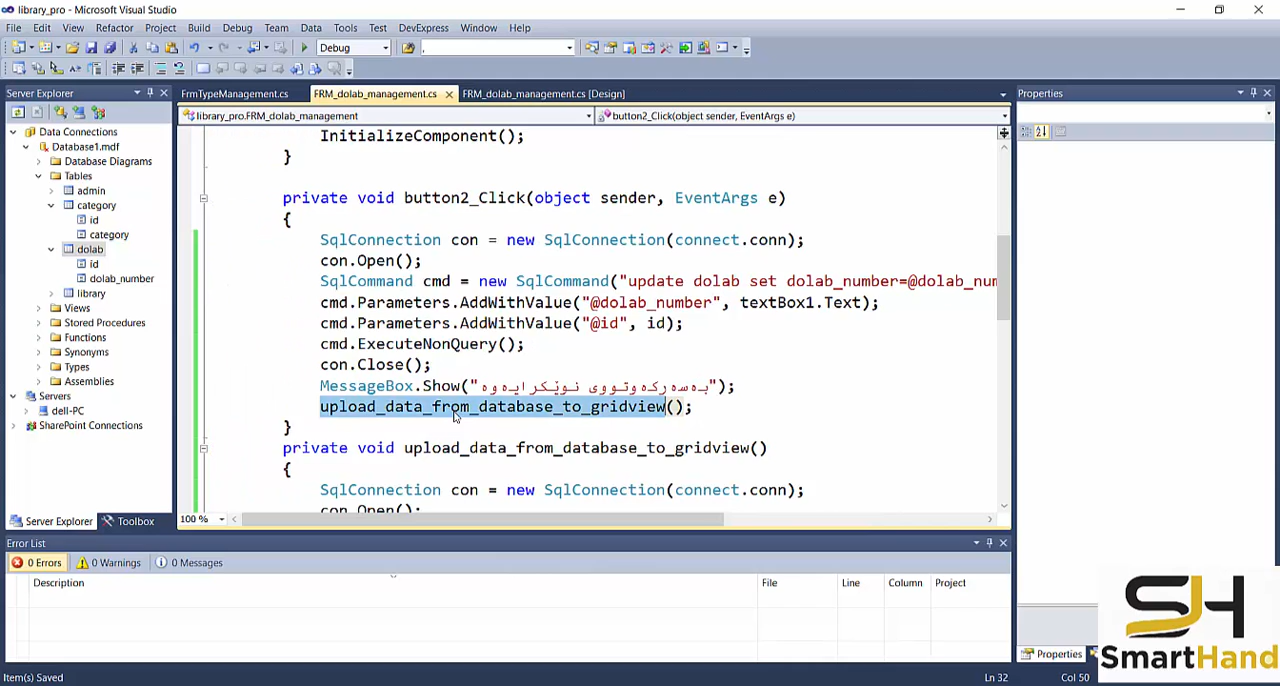 library_pro - Microsoft Visual Studio
File Edit View Refactor Project Build Debug Team Data Tools Test DevExpress Window Help
Debug ,
Server Explorer
FrmTypeManagement.cs FRM_dolab_management.cs FRM_dolab_management.cs [Design]
Properties
library_pro.FRM_dolab_management button2_Click(object sender, EventArgs e)
Data Connections
Database1.mdf
Database Diagrams
Tables
admin
category
id
category
dolab
id
dolab_number
library
Views
Stored Procedures
Functions
Synonyms
Types
Assemblies
Servers
dell-PC
SharePoint Connections
Server Explorer Toolbox
InitializeComponent();
}
private void button2_Click(object sender, EventArgs e)
{
SqlConnection con = new SqlConnection(connect.conn);
con.Open();
SqlCommand cmd = new SqlCommand("update dolab set dolab_number=@dolab_num
cmd.Parameters.AddWithValue("@dolab_number", textBox1.Text);
cmd.Parameters.AddWithValue("@id", id);
cmd.ExecuteNonQuery();
con.Close();
MessageBox.Show("بەسەرکەوتووی نوێکرایەوە");
upload_data_from_database_to_gridview();
}
private void upload_data_from_database_to_gridview()
{
SqlConnection con = new SqlConnection(connect.conn);
con.Open();
100 %
Error List
0 Errors 0 Warnings 0 Messages
Description File Line Column Project
Properties
SH
SmartHand
Item(s) Saved Ln 32 Col 50